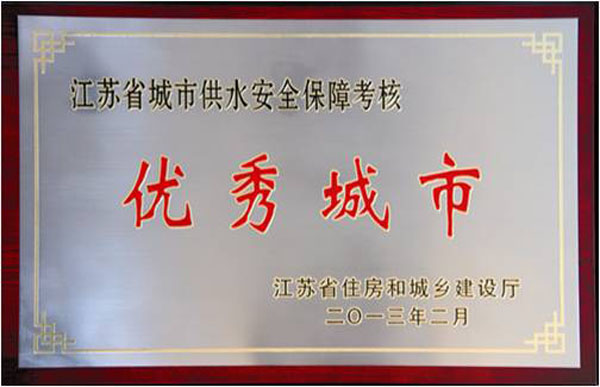 江苏省城市供水安全保障考核
优秀城市
江苏省住房和城乡建设厅
二〇一三年二月